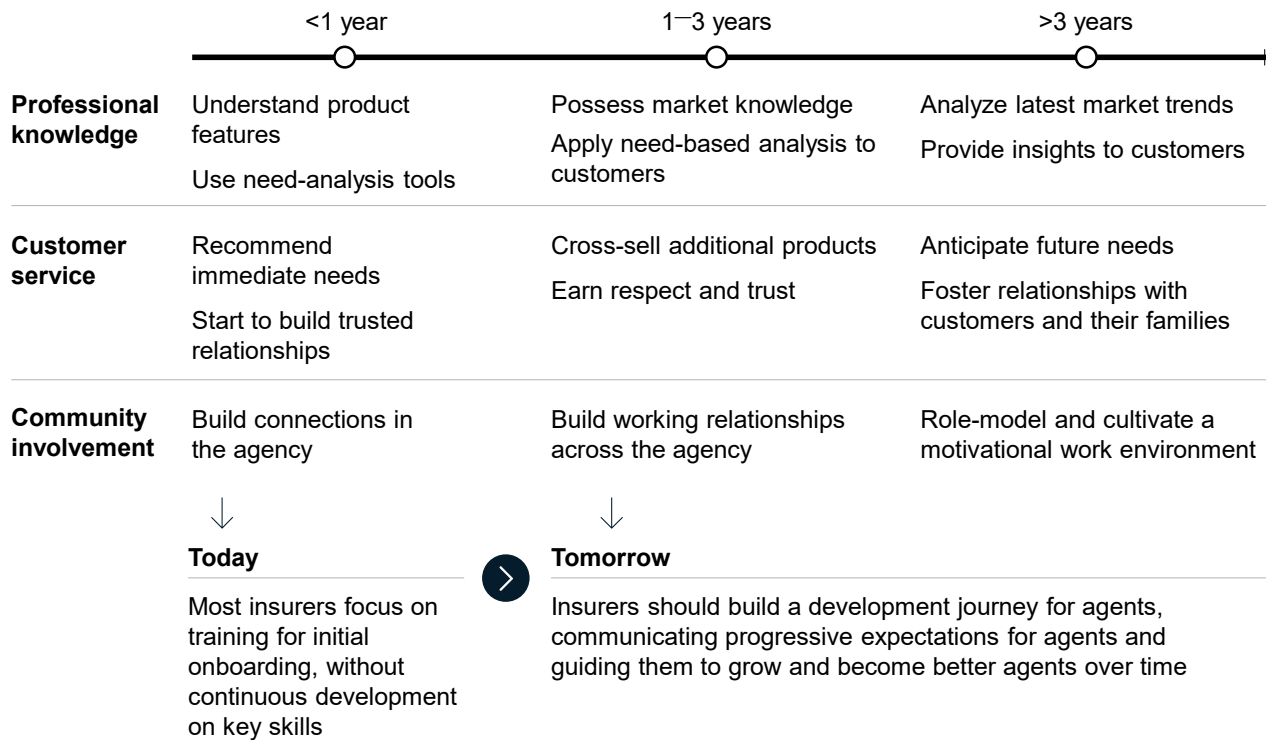 <1 year
1—3 years
>3 years
Professional
knowledge
Understand product
features
Use need-analysis tools
Possess market knowledge
Apply need-based analysis to
customers
Analyze latest market trends
Provide insights to customers
Customer
service
Recommend
immediate needs
Start to build trusted
relationships
Cross-sell additional products
Earn respect and trust
Anticipate future needs
Foster relationships with
customers and their families
Community
involvement
Build connections in
the agency
Build working relationships
across the agency
Role-model and cultivate a
motivational work environment
Today
Most insurers focus on
training for initial
onboarding, without
continuous development
on key skills
Tomorrow
Insurers should build a development journey for agents,
communicating progressive expectations for agents and
guiding them to grow and become better agents over time